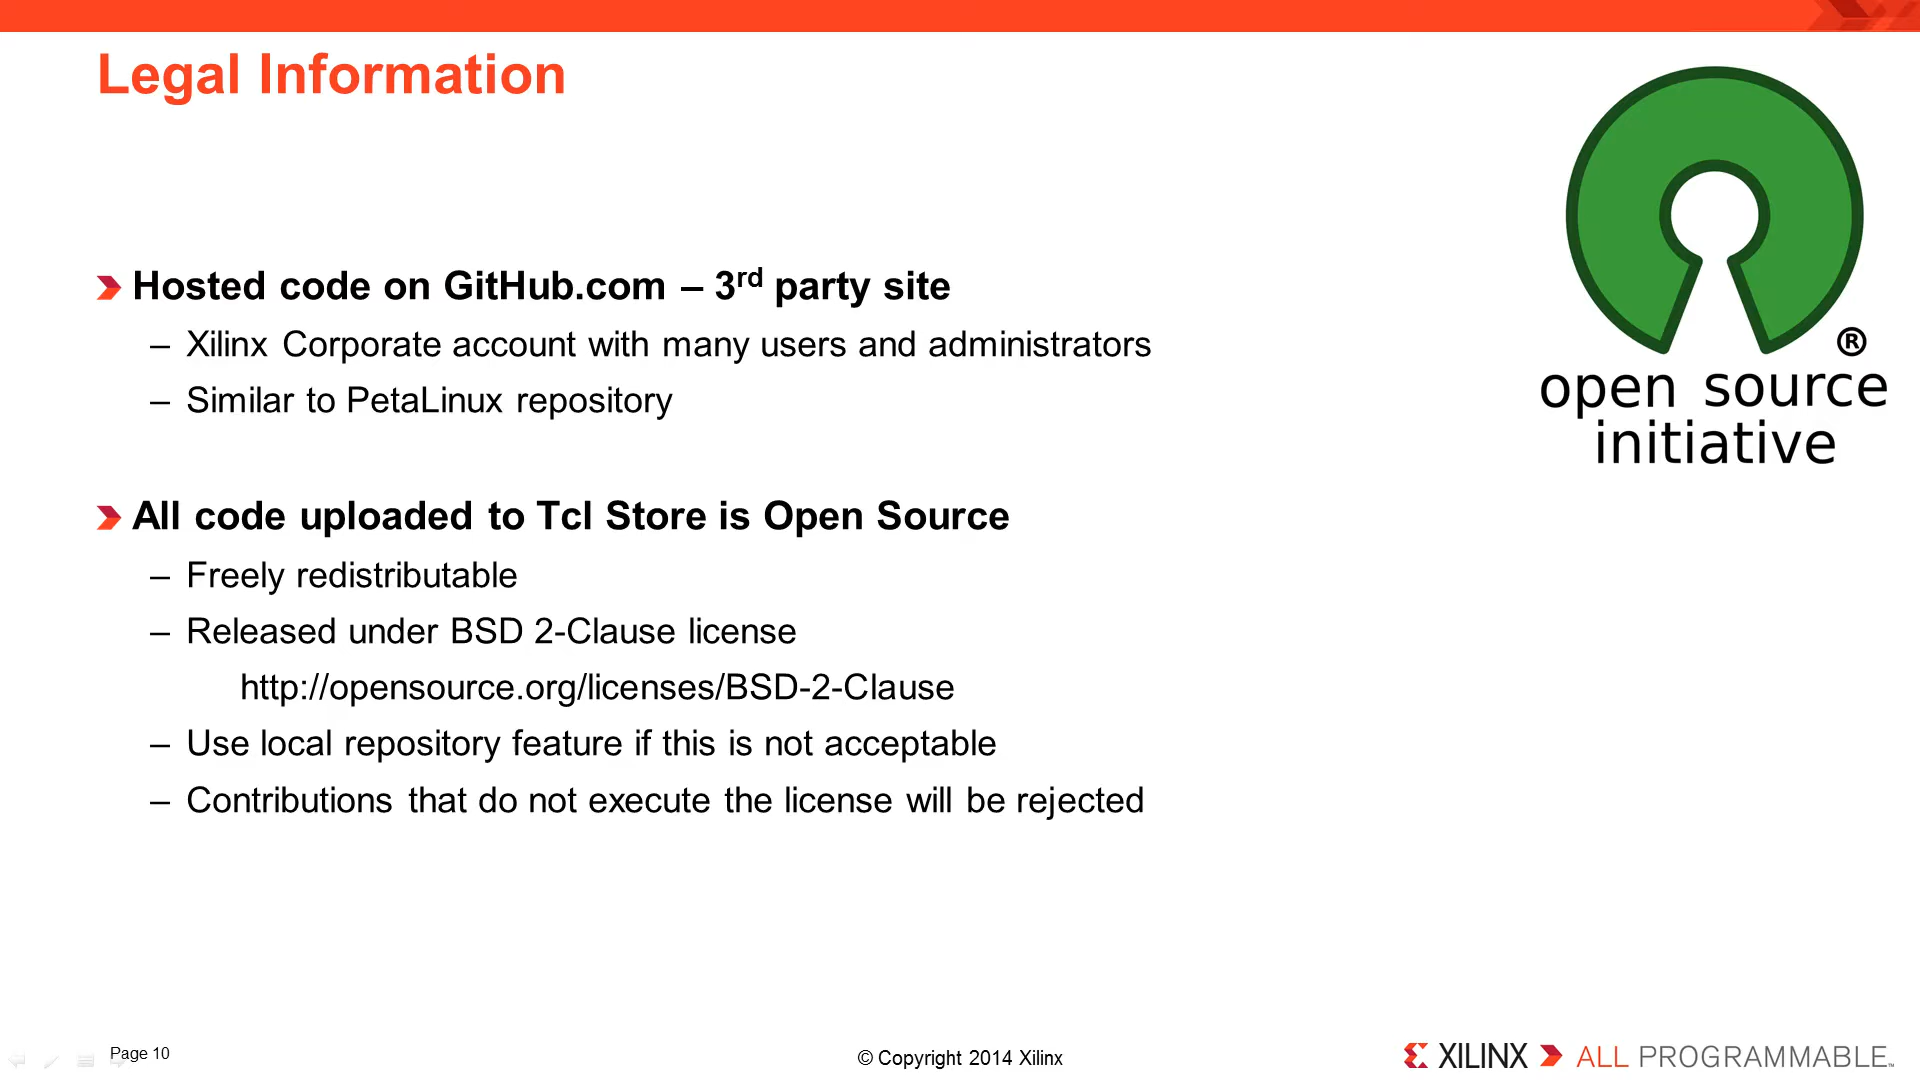 Legal Information
Hosted code on GitHub.com – 3rd party site
– Xilinx Corporate account with many users and administrators
– Similar to PetaLinux repository
All code uploaded to Tcl Store is Open Source
– Freely redistributable
– Released under BSD 2-Clause license
http://opensource.org/licenses/BSD-2-Clause
– Use local repository feature if this is not acceptable
– Contributions that do not execute the license will be rejected
®
open source
initiative
Page 10
© Copyright 2014 Xilinx
XILINX ALL PROGRAMMABLE™